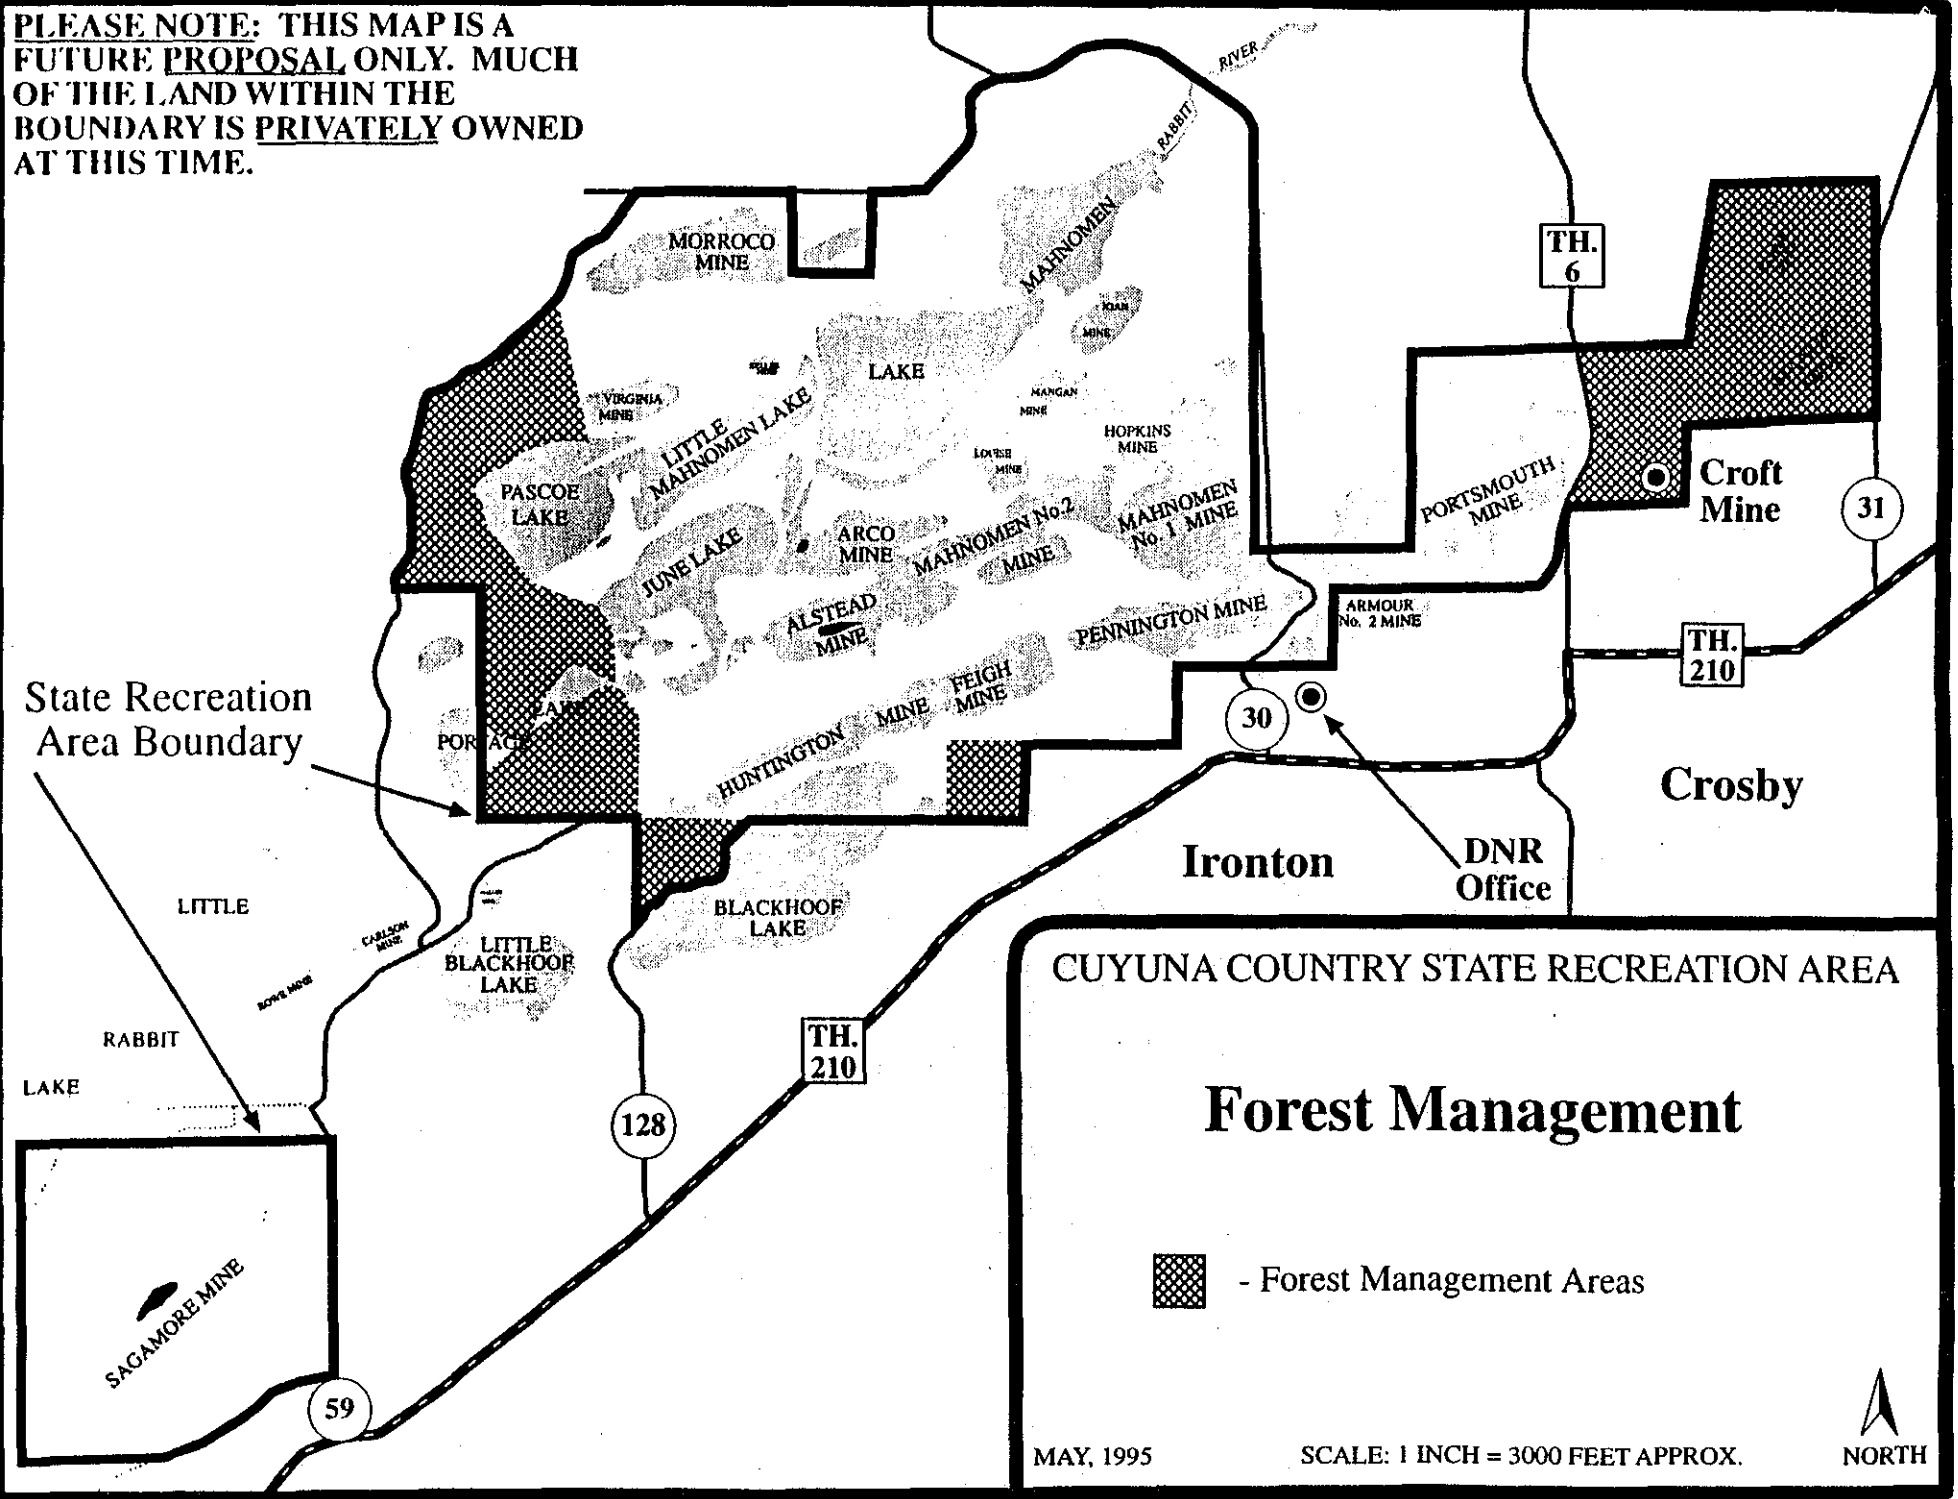 PLEASE NOTE: THIS MAP IS A
FUTURE PROPOSAL ONLY. MUCH
OF THE LAND WITHIN THE
BOUNDARY IS PRIVATELY OWNED
AT THIS TIME.
RIVER
RABBIT
MAHNOMEN
MORROCO
MINE
TH.
6
MINE
LAKE
VIRGINIA
MINE
MANGAN
MINE
LITTLE
MAHNOMEN LAKE
HOPKINS
MINE
LOUISE
MINE
PASCOE
LAKE
PORTSMOUTH
MINE
Croft
Mine
31
MAHNOMEN
No. 1 MINE
ARCO
MINE
MAHNOMEN No.2
MINE
JUNE LAKE
ALSTEAD
MINE
PENNINGTON MINE
ARMOUR
No. 2 MINE
TH.
210
State Recreation
Area Boundary
FEIGH
MINE
LAKE
PORTAGE
HUNTINGTON MINE
30
Crosby
Ironton
DNR
Office
LITTLE
CARLSON
MINE
BLACKHOOF
LAKE
LITTLE
BLACKHOOF
LAKE
ROWE MINE
RABBIT
LAKE
TH.
210
128
SAGAMORE MINE
59
CUYUNA COUNTRY STATE RECREATION AREA
Forest Management
- Forest Management Areas
MAY, 1995
SCALE: 1 INCH = 3000 FEET APPROX.
NORTH